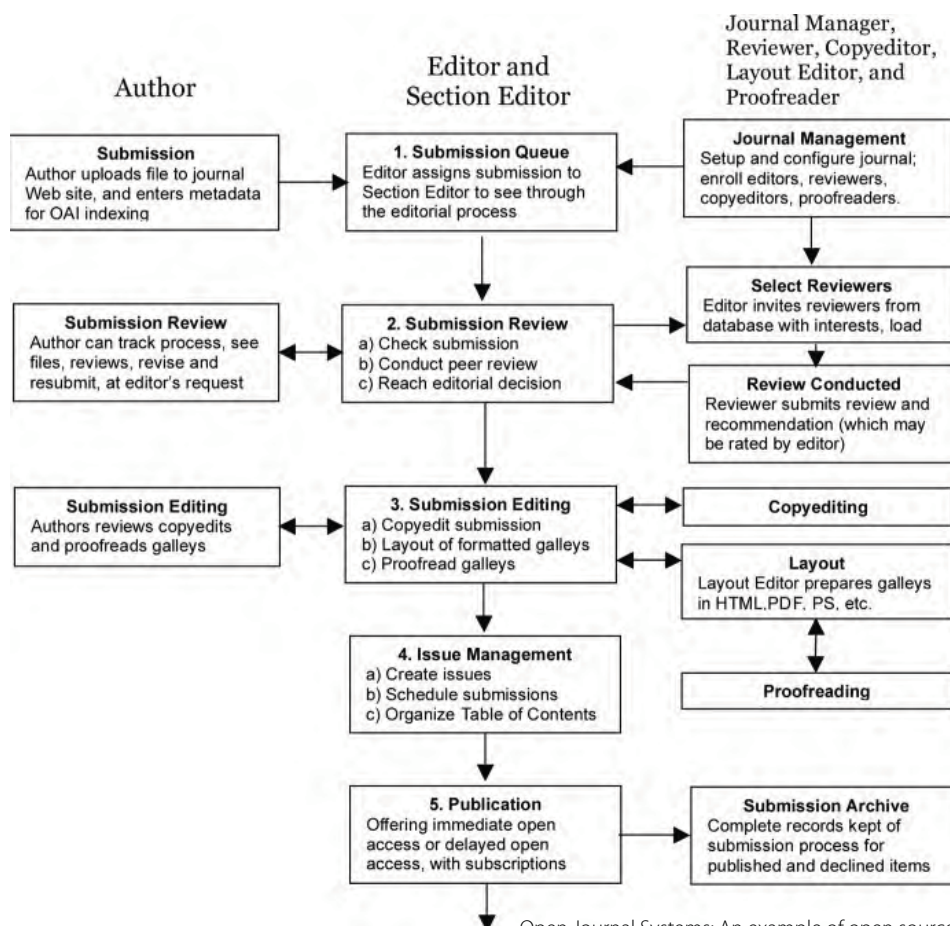 Author
Editor and
Section Editor
Journal Manager,
Reviewer, Copyeditor,
Layout Editor, and
Proofreader
Submission
Author uploads file to journal
Web site, and enters metadata
for OAI indexing
1. Submission Queue
Editor assigns submission to
Section Editor to see through
the editorial process
Journal Management
Setup and configure journal;
enroll editors, reviewers,
copyeditors, proofreaders.
Submission Review
Author can track process, see
files, reviews, revise and
resubmit, at editor's request
2. Submission Review
a) Check submission
b) Conduct peer review
c) Reach editorial decision
Select Reviewers
Editor invites reviewers from
database with interests, load
Review Conducted
Reviewer submits review and
recommendation (which may
be rated by editor)
Submission Editing
Authors reviews copyedits
and proofreads galleys
3. Submission Editing
a) Copyedit submission
b) Layout of formatted galleys
c) Proofread galleys
Copyediting
Layout
Layout Editor prepares galleys
in HTML.PDF, PS, etc.
Proofreading
4. Issue Management
a) Create issues
b) Schedule submissions
c) Organize Table of Contents
5. Publication
Offering immediate open
access or delayed open
access, with subscriptions
Submission Archive
Complete records kept of
submission process for
published and declined items
Open Journal Systems: An example of open source